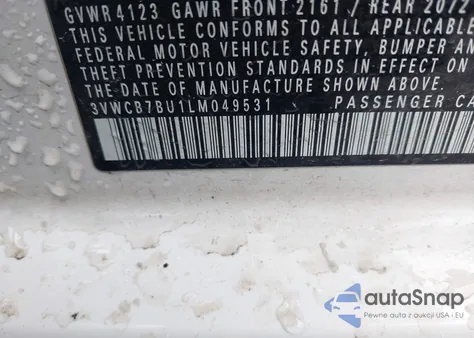 GVWR 4123 GAWR FRONT 2161 / REAR 2072
THIS VEHICLE CONFORMS TO ALL APPLICABLE
FEDERAL MOTOR VEHICLE SAFETY, BUMPER AN
THEFT PREVENTION STANDARDS IN EFFECT ON
THE DATE OF MANUFACTURE SHOWN ABOVE.
3VWCB7BU1LM049531 PASSENGER CA
autoSnap
Pojazdy z aukcji USA i EU